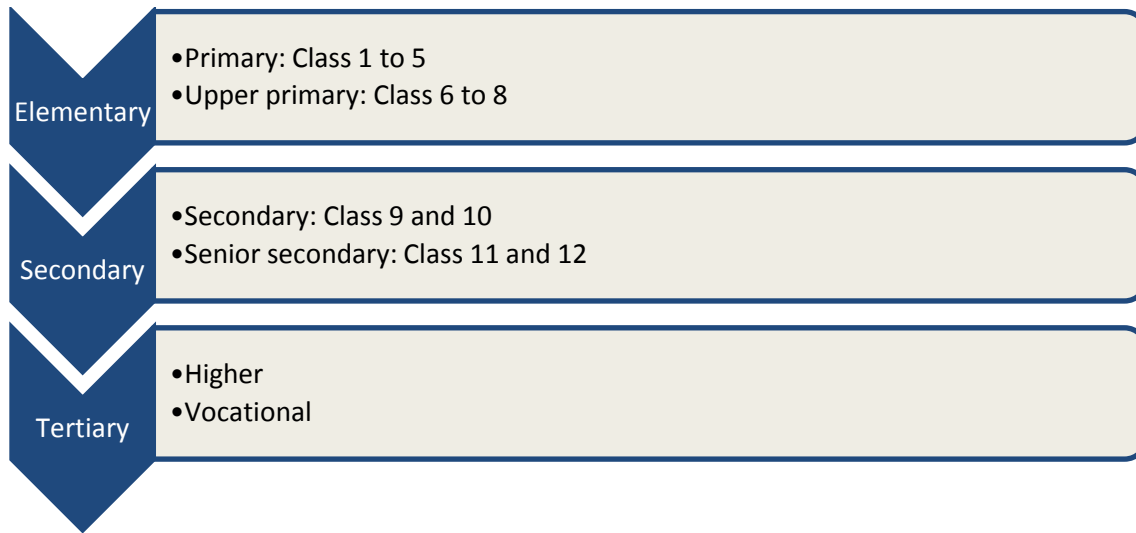 Elementary
•Primary: Class 1 to 5
•Upper primary: Class 6 to 8
Secondary
•Secondary: Class 9 and 10
•Senior secondary: Class 11 and 12
Tertiary
•Higher
•Vocational